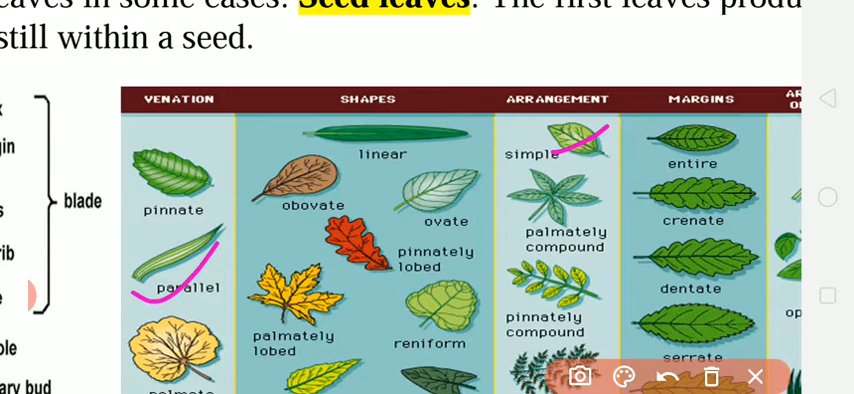 eaves in some cases. Seed leaves: The first leaves produ
still within a seed.
VENATION SHAPES ARRANGEMENT MARGINS
blade
linear
simple
entire
pinnate
obovate
ovate
crenate
palmately
compound
pinnately
lobed
parallel
dentate
pinnately
compound
palmately
lobed
reniform
serrate